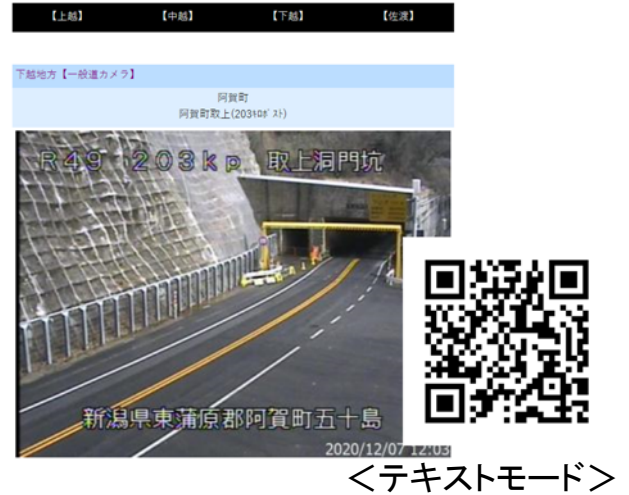 【上越】 【中越】 【下越】 【佐渡】
下越地方【一般道カメラ】
阿賀町
阿賀町取上(203ｷﾛﾎﾟｽﾄ)
R49 203kp 取上洞門坑
新潟県東蒲原郡阿賀町五十島
2020/12/07 12:03
＜テキストモード＞